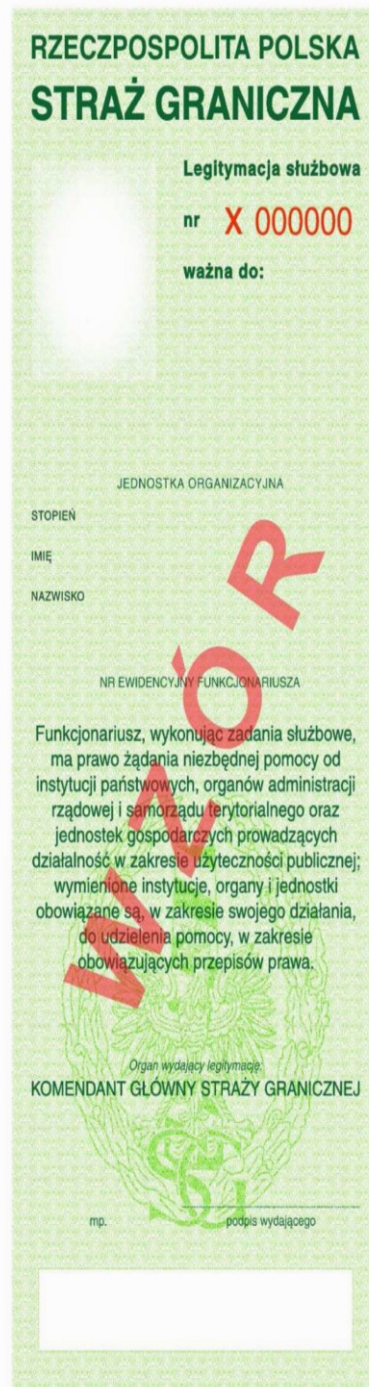 RZECZPOSPOLITA POLSKA
STRAŻ GRANICZNA
Legitymacja służbowa
nr X 000000
ważna do:
JEDNOSTKA ORGANIZACYJNA
STOPIEŃ
IMIĘ
NAZWISKO
NR EWIDENCYJNY FUNKCJONARIUSZA
Funkcjonariusz, wykonując zadania służbowe,
ma prawo żądania niezbędnej pomocy od
instytucji państwowych, organów administracji
rządowej i samorządu terytorialnego oraz
jednostek gospodarczych prowadzących
działalność w zakresie użyteczności publicznej;
wymienione instytucje, organy i jednostki
obowiązane są, w zakresie swojego działania,
do udzielenia pomocy, w zakresie
obowiązujących przepisów prawa.
WZÓR
Organ wydający legitymację:
KOMENDANT GŁÓWNY STRAŻY GRANICZNEJ
mp. podpis wydającego